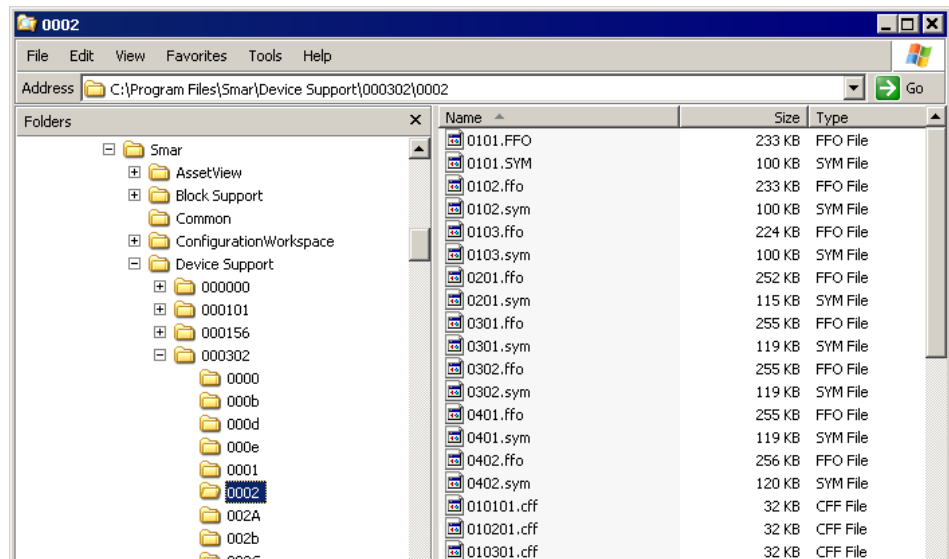 0002
File Edit View Favorites Tools Help
Address C:\Program Files\Smar\Device Support\000302\0002 Go
Folders
Smar
AssetView
Block Support
Common
ConfigurationWorkspace
Device Support
000000
000101
000156
000302
0000
000b
000d
000e
0001
0002
002A
002b
Name Size Type
0101.FFO 233 KB FFO File
0101.SYM 100 KB SYM File
0102.ffo 233 KB FFO File
0102.sym 100 KB SYM File
0103.ffo 224 KB FFO File
0103.sym 100 KB SYM File
0201.ffo 252 KB FFO File
0201.sym 115 KB SYM File
0301.ffo 255 KB FFO File
0301.sym 119 KB SYM File
0302.ffo 255 KB FFO File
0302.sym 119 KB SYM File
0401.ffo 255 KB FFO File
0401.sym 119 KB SYM File
0402.ffo 256 KB FFO File
0402.sym 120 KB SYM File
010101.cff 32 KB CFF File
010201.cff 32 KB CFF File
010301.cff 32 KB CFF File